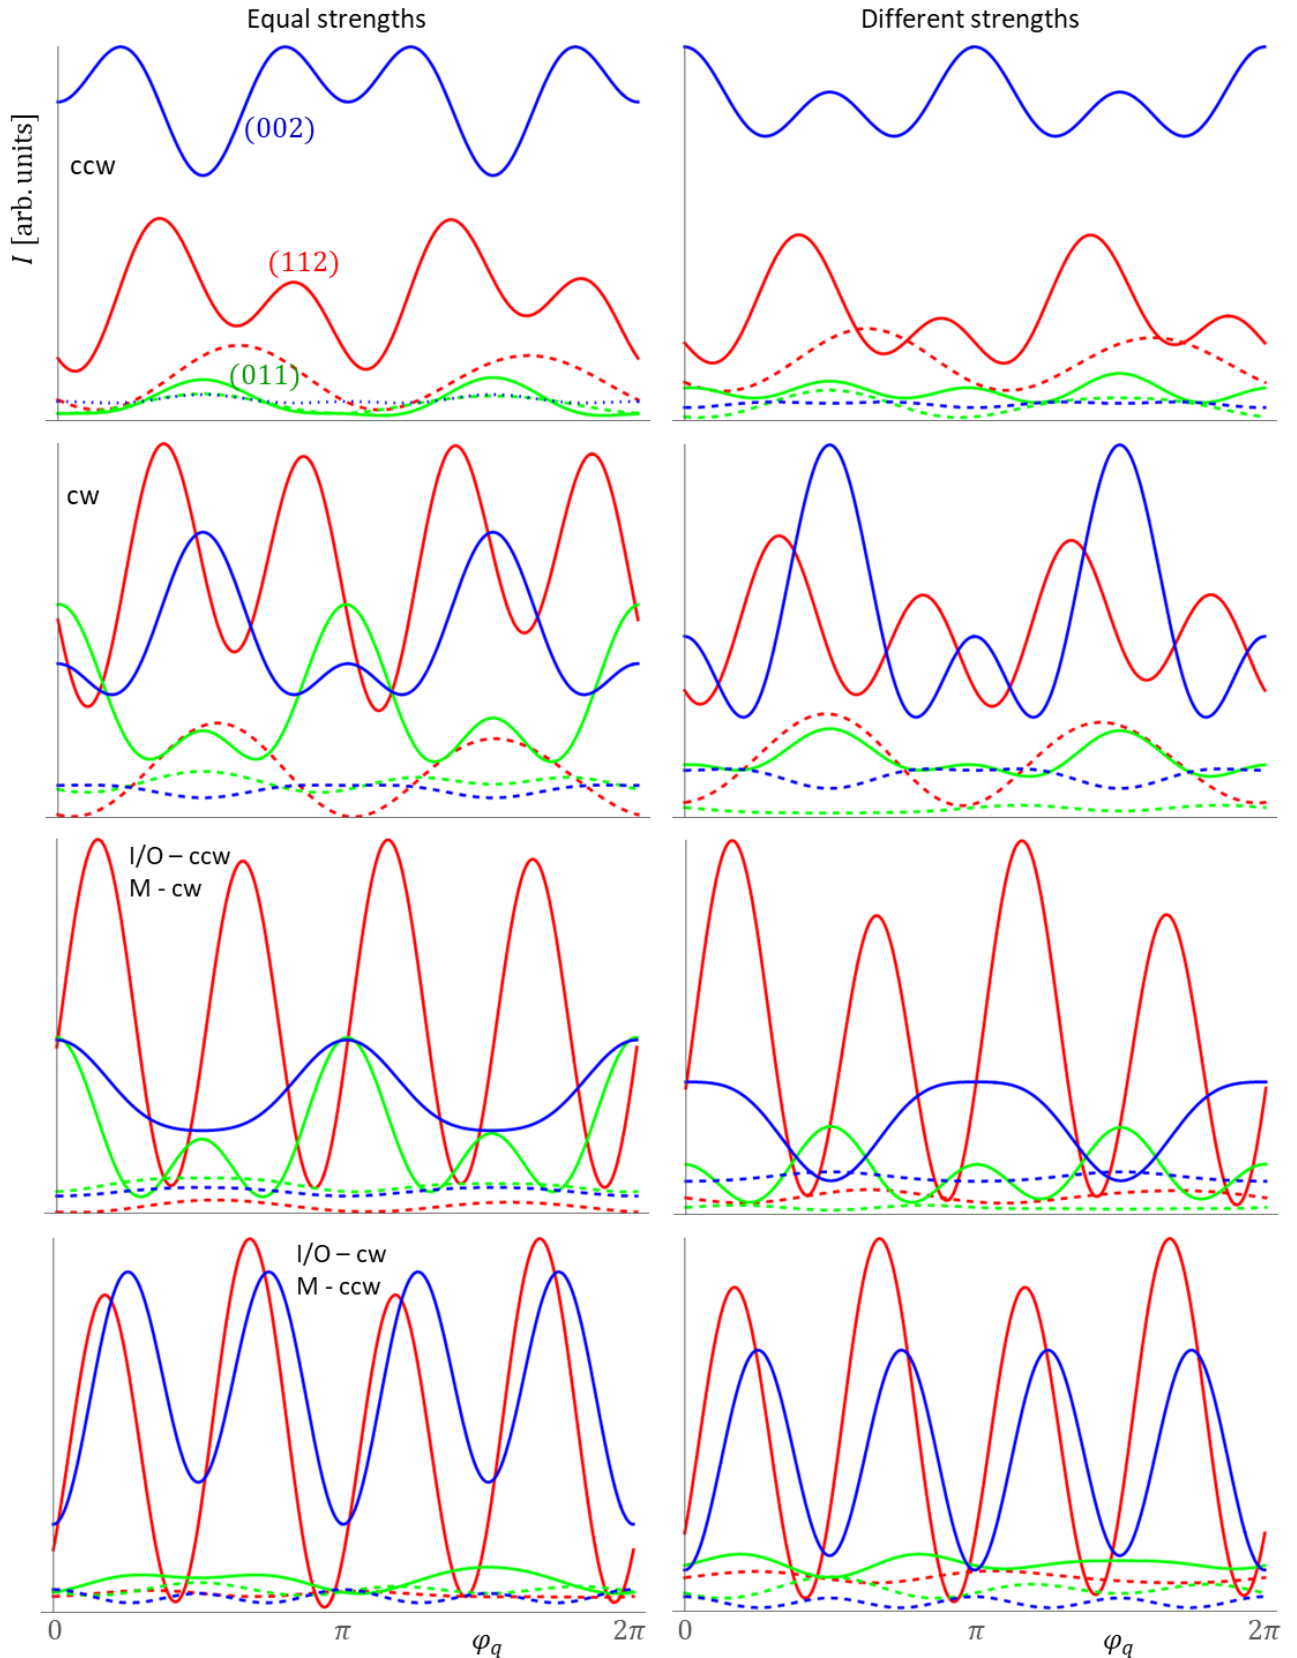 Equal strengths
Different strengths
I [arb. units]
ccw
(002)
(112)
(011)
cw
I/O – ccw
M - cw
I/O – cw
M - ccw
0 π φq 2π
0 π φq 2π